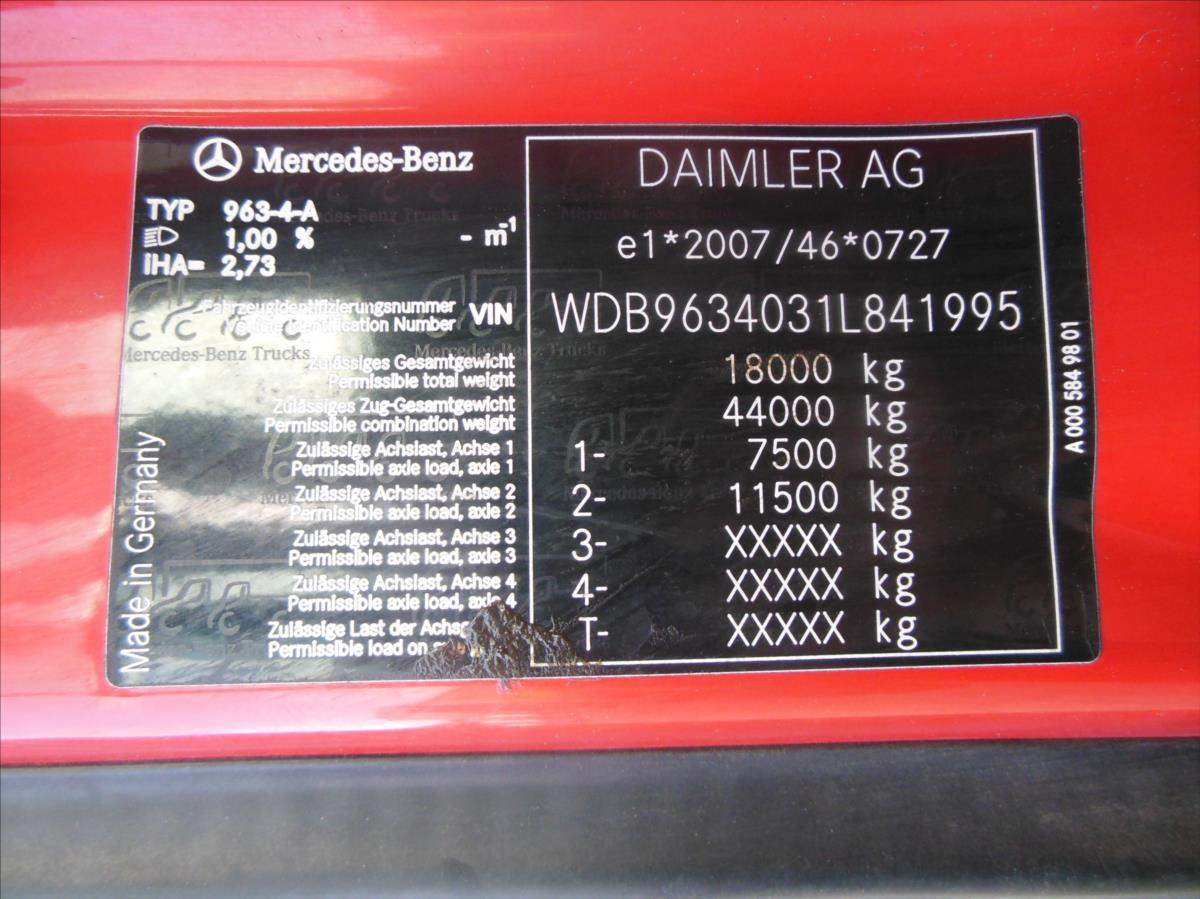 Mercedes-Benz
TYP 963-4-A
1,00 % - m⁻¹
iHA= 2,73
DAIMLER AG
e1*2007/46*0727
Fahrzeugidentifizierungsnummer
Vehicle Identification Number VIN WDB9634031L841995
Zulässiges Gesamtgewicht
Permissible total weight 18000 kg
Zulässiges Zug-Gesamtgewicht
Permissible combination weight 44000 kg
Zulässige Achslast, Achse 1
Permissible axle load, axle 1 1- 7500 kg
Zulässige Achslast, Achse 2
Permissible axle load, axle 2 2- 11500 kg
Zulässige Achslast, Achse 3
Permissible axle load, axle 3 3- XXXXX kg
Zulässige Achslast, Achse 4
Permissible axle load, axle 4 4- XXXXX kg
Zulässige Last der
Permissible load on T- XXXXX kg
Made in Germany
A 000 584 98 01
Mercedes-Benz Trucks